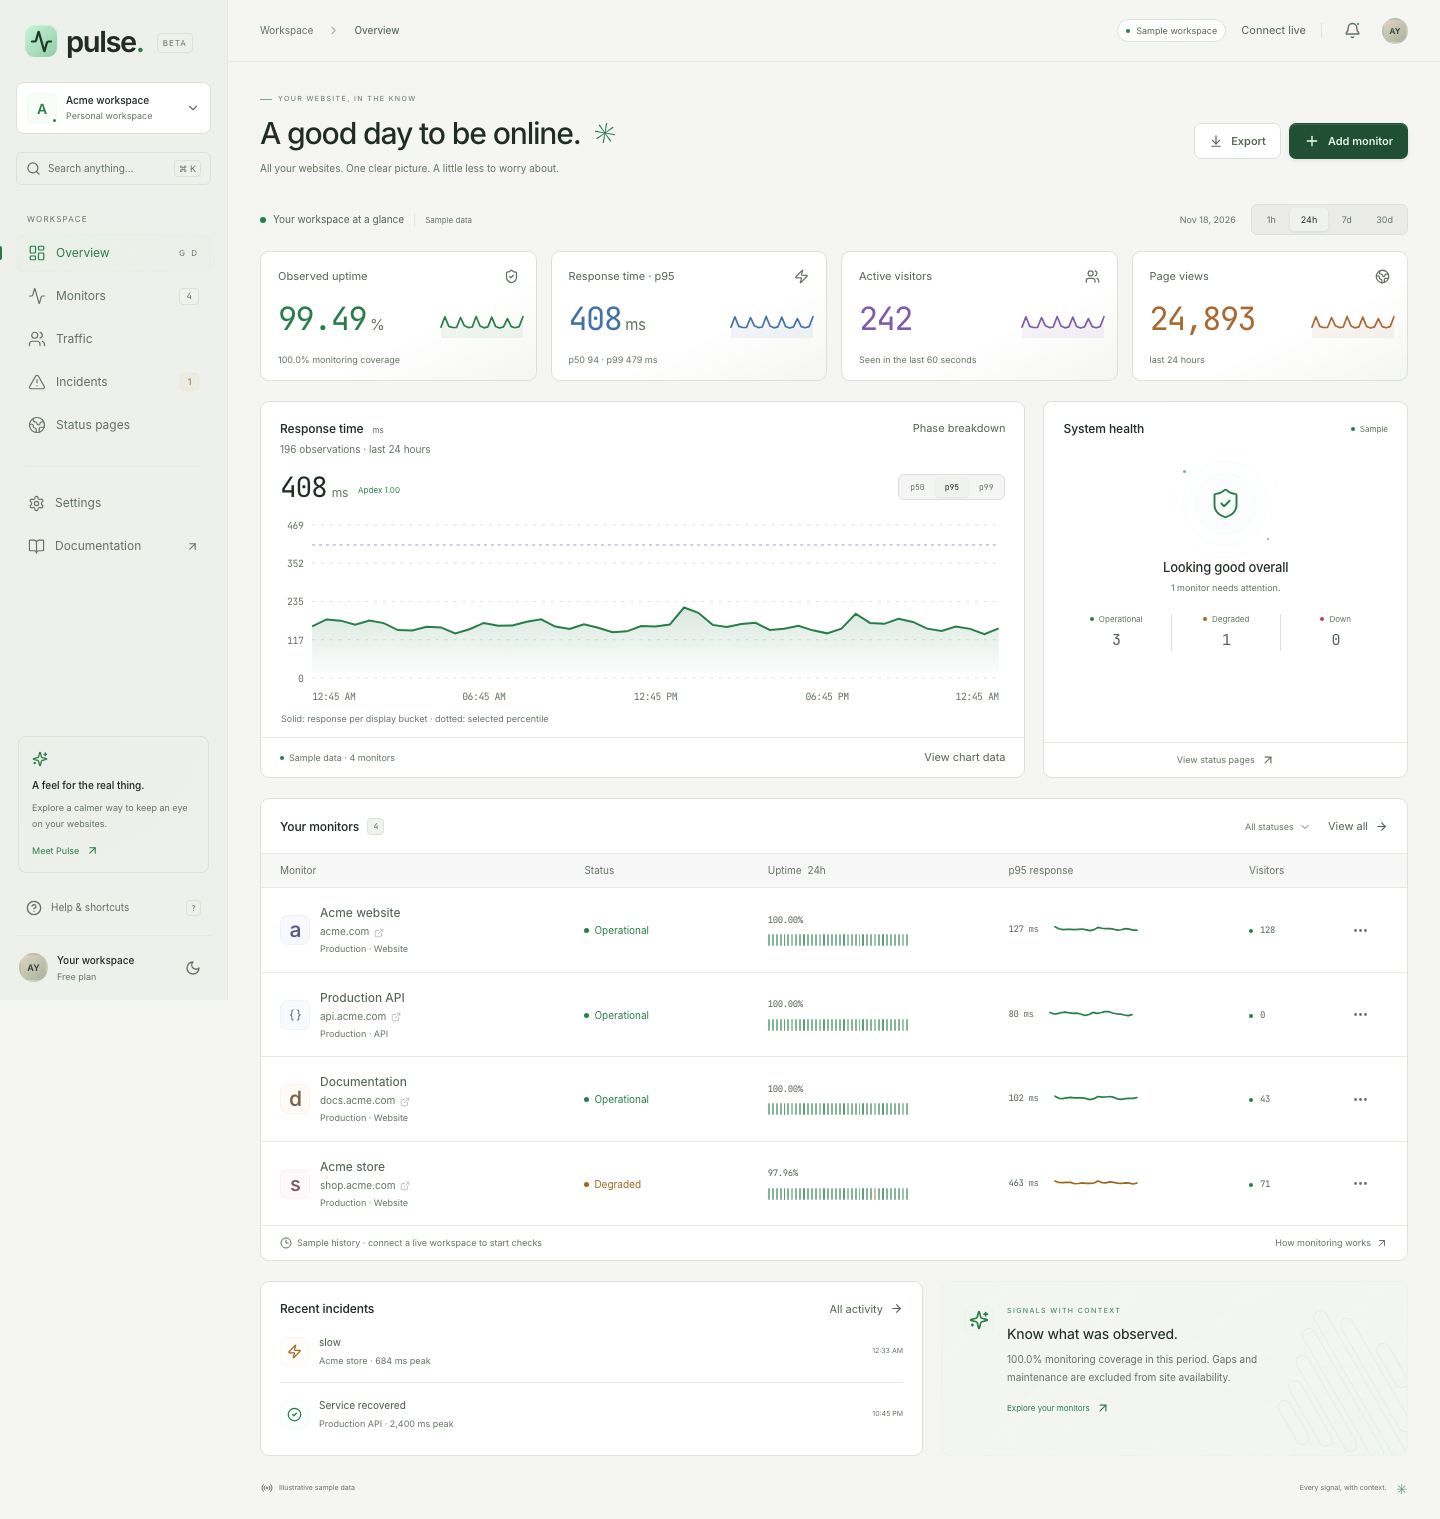 pulse.
BETA
A
Acme workspace
Personal workspace
Search anything...
⌘ K
WORKSPACE
Overview
G D
Monitors
4
Traffic
Incidents
1
Status pages
Settings
Documentation
A feel for the real thing.
Explore a calmer way to keep an eye
on your websites.
Meet Pulse
Help & shortcuts
?
AY
Your workspace
Free plan
Workspace
Overview
Sample workspace
Connect live
AY
YOUR WEBSITE, IN THE KNOW
A good day to be online.
All your websites. One clear picture. A little less to worry about.
Export
Add monitor
Your workspace at a glance
Sample data
Nov 18, 2026
1h
24h
7d
30d
Observed uptime
99.49 %
100.0% monitoring coverage
Response time · p95
408 ms
p50 94 · p99 479 ms
Active visitors
242
Seen in the last 60 seconds
Page views
24,893
last 24 hours
Response time ms
Phase breakdown
196 observations · last 24 hours
408 ms
Apdex 1.00
p50
p95
p99
469
352
235
117
0
12:45 AM
06:45 AM
12:45 PM
06:45 PM
12:45 AM
Solid: response per display bucket · dotted: selected percentile
Sample data · 4 monitors
View chart data
System health
Sample
Looking good overall
1 monitor needs attention.
Operational
3
Degraded
1
Down
0
View status pages
Your monitors
4
All statuses
View all
Monitor
Status
Uptime 24h
p95 response
Visitors
a
Acme website
acme.com
Production · Website
Operational
100.00%
127 ms
128
{}
Production API
api.acme.com
Production · API
Operational
100.00%
80 ms
0
d
Documentation
docs.acme.com
Production · Website
Operational
100.00%
102 ms
43
s
Acme store
shop.acme.com
Production · Website
Degraded
97.96%
463 ms
71
Sample history · connect a live workspace to start checks
How monitoring works
Recent incidents
All activity
slow
Acme store · 684 ms peak
12:33 AM
Service recovered
Production API · 2,400 ms peak
10:45 PM
SIGNALS WITH CONTEXT
Know what was observed.
100.0% monitoring coverage in this period. Gaps and
maintenance are excluded from site availability.
Explore your monitors
Illustrative sample data
Every signal, with context.